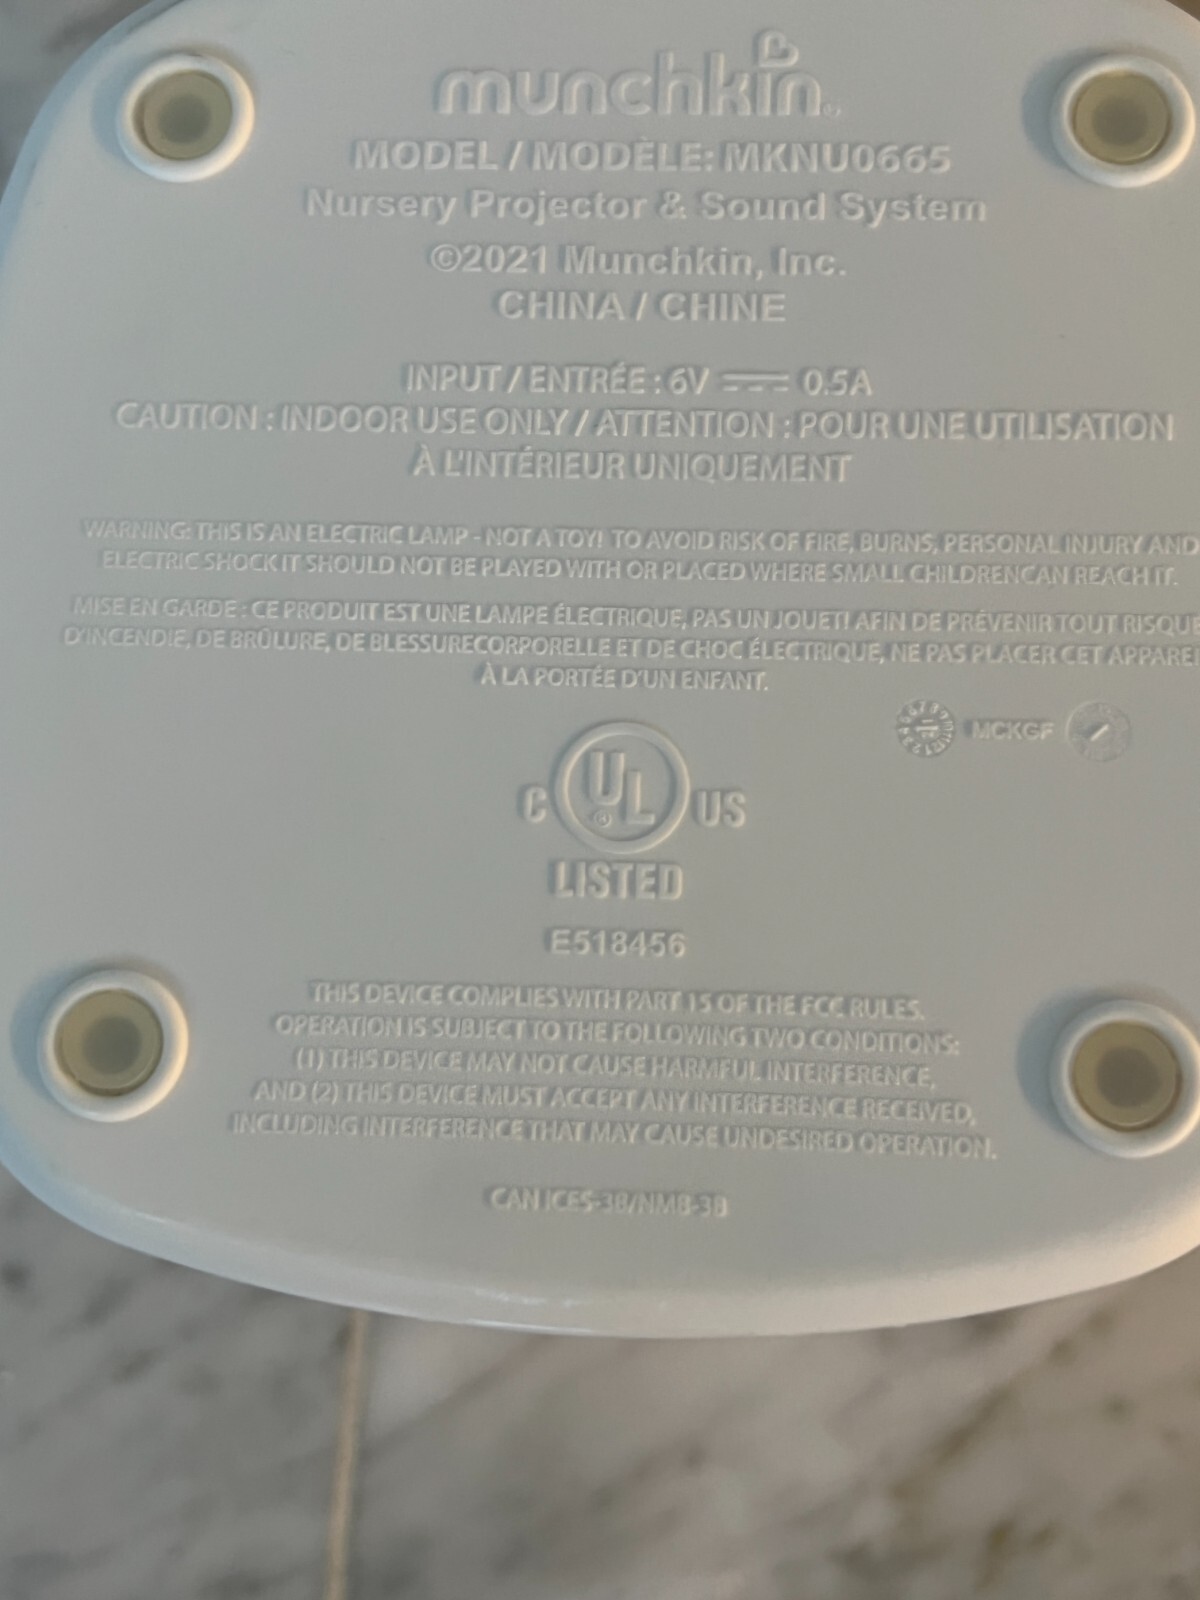 munchkin®
MODEL / MODÈLE: MKNU0665
Nursery Projector & Sound System
©2021 Munchkin, Inc.
CHINA / CHINE
INPUT / ENTRÉE : 6V 0.5A
CAUTION : INDOOR USE ONLY / ATTENTION : POUR UNE UTILISATION
À L'INTÉRIEUR UNIQUEMENT
WARNING: THIS IS AN ELECTRIC LAMP - NOT A TOY! TO AVOID RISK OF FIRE, BURNS, PERSONAL INJURY AND
ELECTRIC SHOCK IT SHOULD NOT BE PLAYED WITH OR PLACED WHERE SMALL CHILDRENCAN REACH IT.
MISE EN GARDE : CE PRODUIT EST UNE LAMPE ÉLECTRIQUE, PAS UN JOUET! AFIN DE PRÉVENIR TOUT RISQUE
D'INCENDIE, DE BRÛLURE, DE BLESSURECORPORELLE ET DE CHOC ÉLECTRIQUE, NE PAS PLACER CET APPAREI
À LA PORTÉE D'UN ENFANT.
MCKGF
C UL® US
LISTED
E518456
THIS DEVICE COMPLIES WITH PART 15 OF THE FCC RULES.
OPERATION IS SUBJECT TO THE FOLLOWING TWO CONDITIONS:
(1) THIS DEVICE MAY NOT CAUSE HARMFUL INTERFERENCE,
AND (2) THIS DEVICE MUST ACCEPT ANY INTERFERENCE RECEIVED,
INCLUDING INTERFERENCE THAT MAY CAUSE UNDESIRED OPERATION.
CAN ICES-3B/NMB-3B